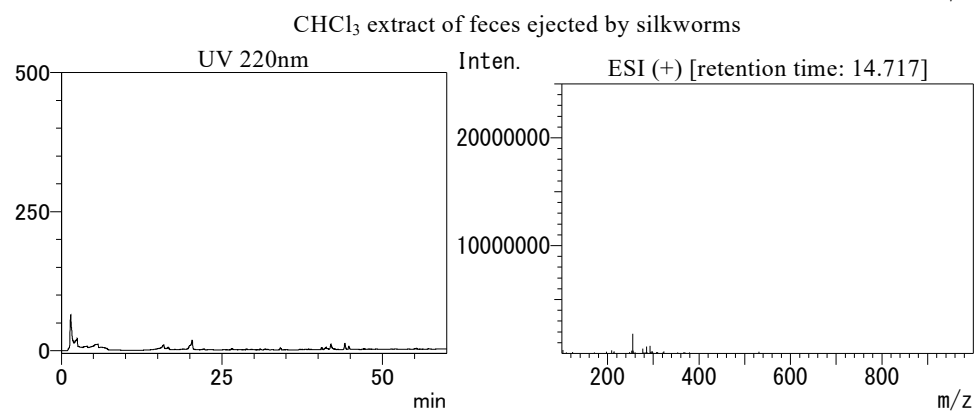 CHCl₃ extract of feces ejected by silkworms
UV 220nm
500
250
0
0
25
50
min
Inten.
ESI (+) [retention time: 14.717]
20000000
10000000
200
400
600
800
m/z